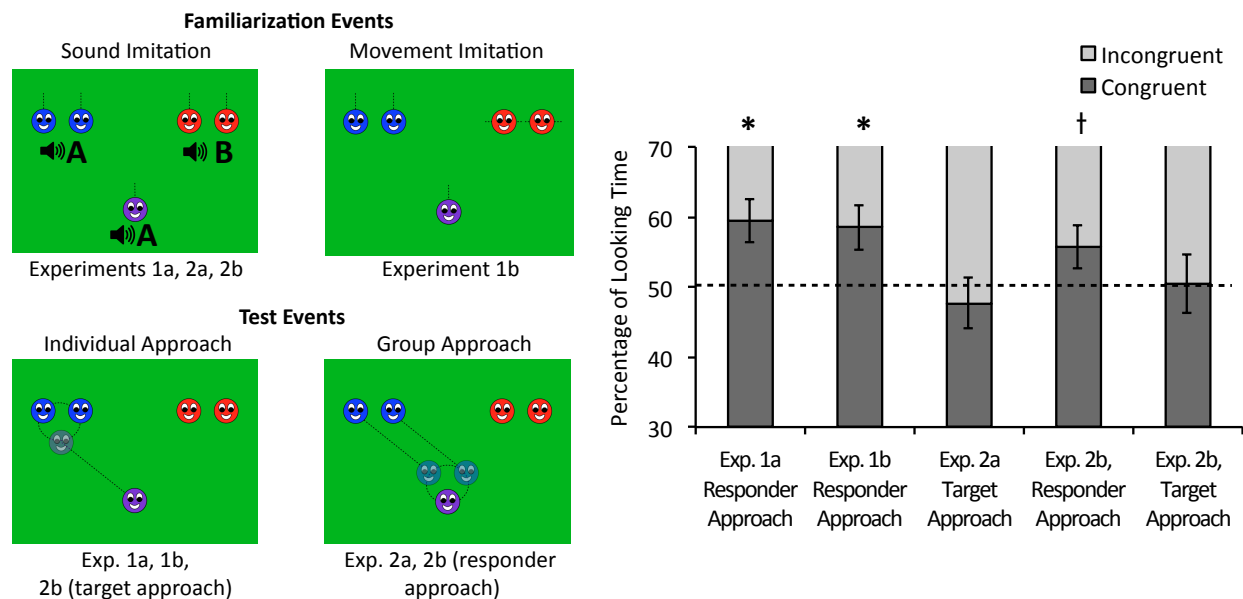 Familiarization Events
Sound Imitation
Movement Imitation
A
B
A
Experiments 1a, 2a, 2b
Experiment 1b
Test Events
Individual Approach
Group Approach
Exp. 1a, 1b,
2b (target approach)
Exp. 2a, 2b (responder
approach)
Incongruent
Congruent
* * †
Percentage of Looking Time
70
60
50
40
30
Exp. 1a
Responder
Approach
Exp. 1b
Responder
Approach
Exp. 2a
Target
Approach
Exp. 2b,
Responder
Approach
Exp. 2b,
Target
Approach